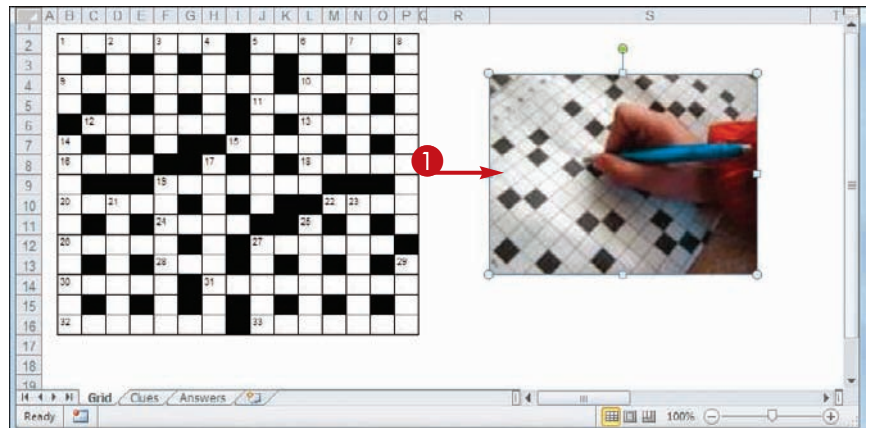 A B C D E F G H I J K L M N O P Q R S T
2 1 2 3 4 5 6 7 8
3
4 9 10
5 11
6 12 13
7 14 15
8 16 17 18
1
9 19
10 20 21 22 23
11 24 25
12 26 27
13 28 29
14 30 31
15
16 32 33
17
18
19
Grid Clues Answers
Ready 100%